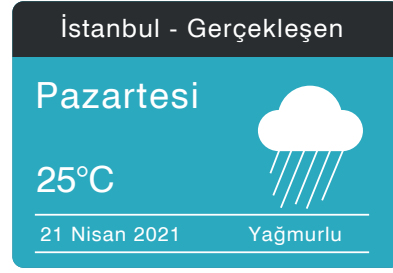 İstanbul - Gerçekleşen
Pazartesi
25°C
21 Nisan 2021 Yağmurlu